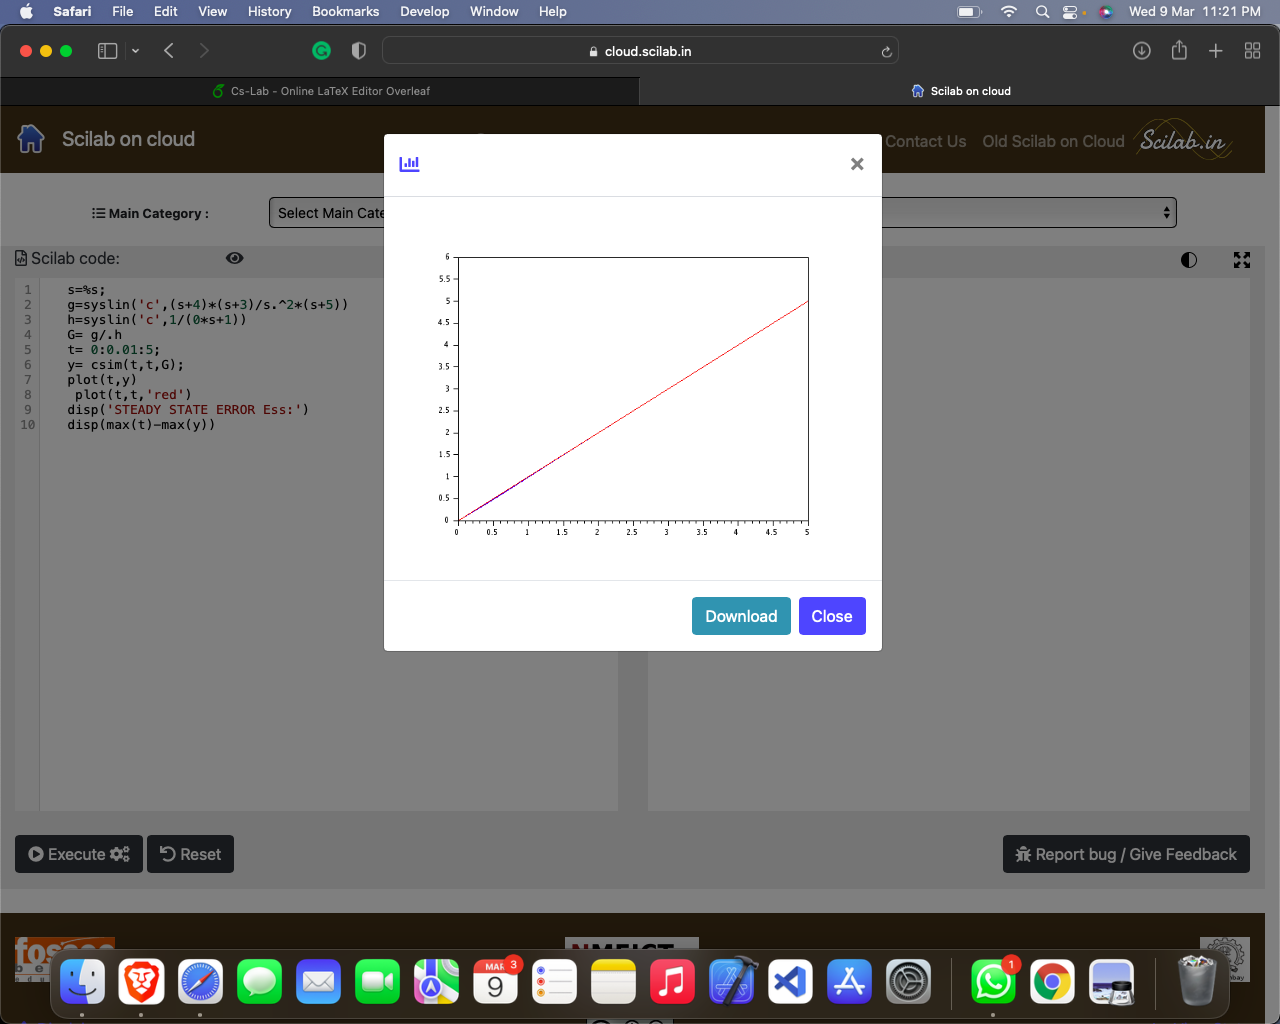 Safari File Edit View History Bookmarks Develop Window Help Wed 9 Mar 11:21 PM
cloud.scilab.in
Cs-Lab - Online LaTeX Editor Overleaf
Scilab on cloud
Scilab on cloud
Contact Us Old Scilab on Cloud Scilab.in
Main Category :
Select Main Cate
Scilab code:
1 s=%s;
2 g=syslin('c',(s+4)*(s+3)/s.^2*(s+5))
3 h=syslin('c',1/(0*s+1))
4 G= g/.h
5 t= 0:0.01:5;
6 y= csim(t,t,G);
7 plot(t,y)
8 plot(t,t,'red')
9 disp('STEADY STATE ERROR Ess:')
10 disp(max(t)-max(y))
6
5.5
5
4.5
4
3.5
3
2.5
2
1.5
1
0.5
0
0 0.5 1 1.5 2 2.5 3 3.5 4 4.5 5
Download Close
Execute Reset
Report bug / Give Feedback
MAR 3
9
1